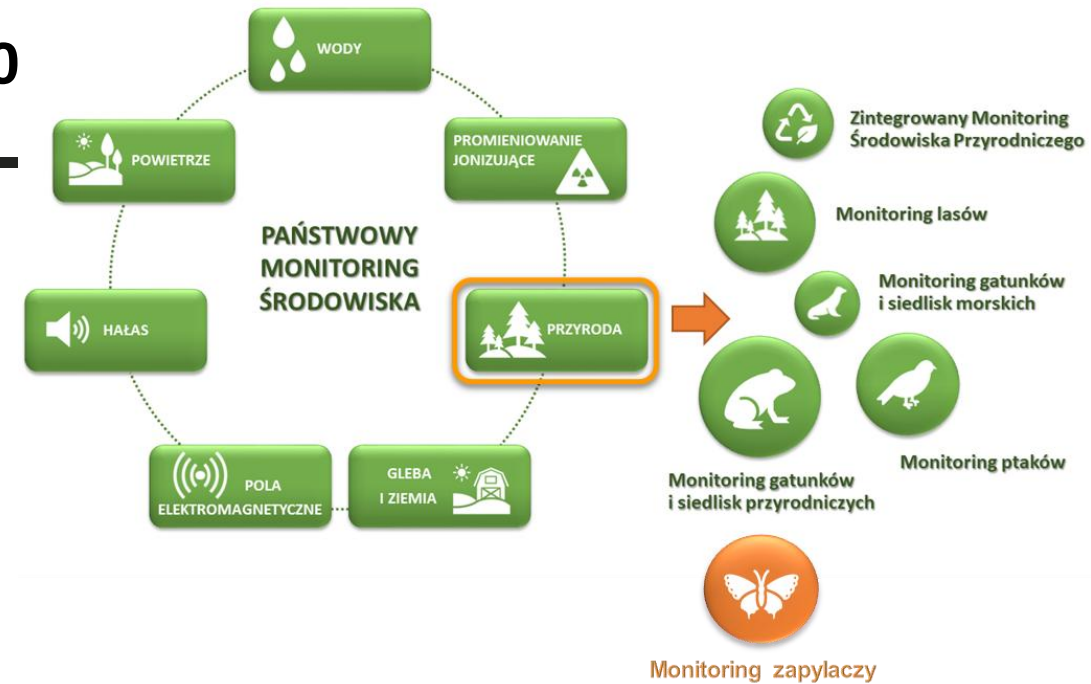 WODY
POWIETRZE
PROMIENIOWANIE
JONIZUJĄCE
PAŃSTWOWY
MONITORING
ŚRODOWISKA
HAŁAS
PRZYRODA
POLA
ELEKTROMAGNETYCZNE
GLEBA
I ZIEMIA
Zintegrowany Monitoring
Środowiska Przyrodniczego
Monitoring lasów
Monitoring gatunków
i siedlisk morskich
Monitoring ptaków
Monitoring gatunków
i siedlisk przyrodniczych
Monitoring zapylaczy